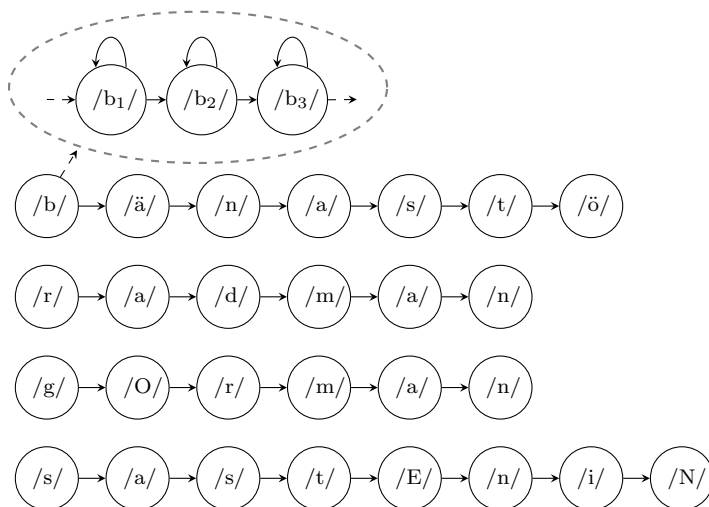 /b₁/ /b₂/ /b₃/
/b/ /ä/ /n/ /a/ /s/ /t/ /ö/
/r/ /a/ /d/ /m/ /a/ /n/
/g/ /O/ /r/ /m/ /a/ /n/
/s/ /a/ /s/ /t/ /E/ /n/ /i/ /N/